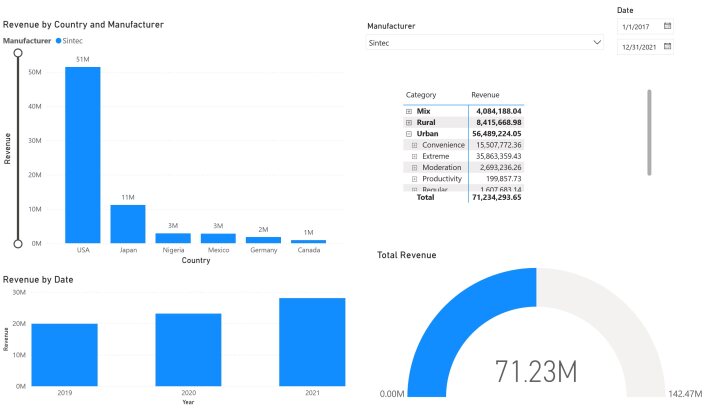 Revenue by Country and Manufacturer
Manufacturer Sintec
51M
50M
40M
30M
20M
10M
0M
11M
3M
3M
2M
1M
Revenue
USA Japan Nigeria Mexico Germany Canada
Country
Revenue by Date
30M
20M
10M
0M
Revenue
2019 2020 2021
Year
Manufacturer
Sintec
Date
1/1/2017
12/31/2021
Category Revenue
Mix 4,084,188.04
Rural 8,415,668.98
Urban 56,489,224.05
Convenience 15,507,772.36
Extreme 35,863,359.43
Moderation 2,693,236.26
Productivity 199,857.73
Regular 1,607,683.14
Total 71,234,293.65
Total Revenue
71.23M
0.00M 142.47M